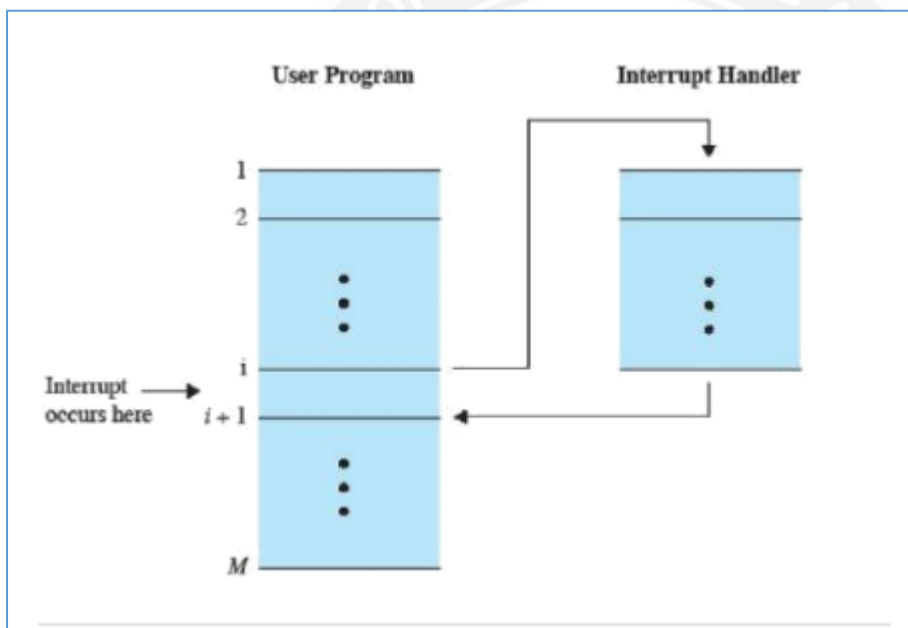 User Program
Interrupt Handler
1
2
i
Interrupt
occurs here
i + 1
M